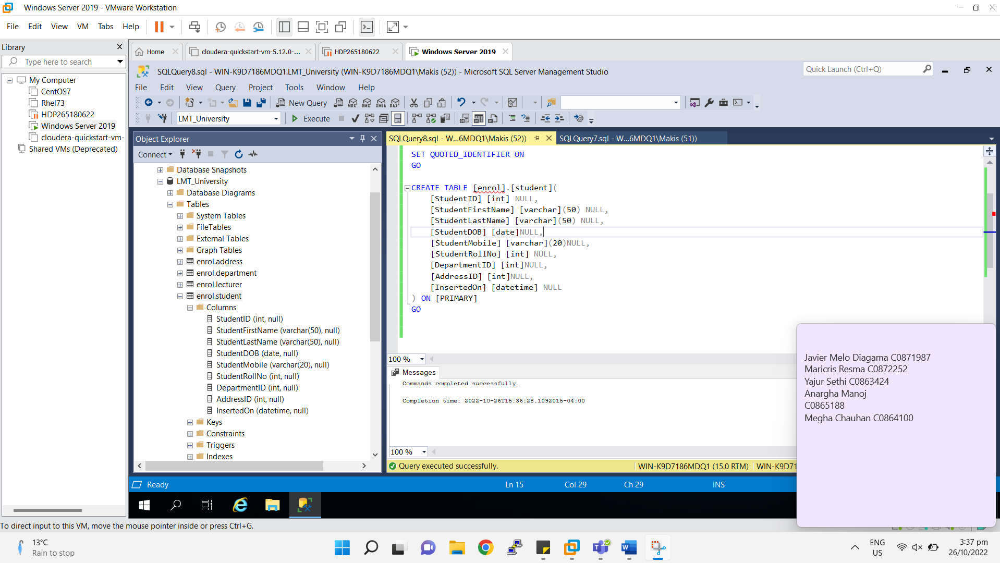 Windows Server 2019 - VMware Workstation
File Edit View VM Tabs Help
Library
Type here to search
My Computer
CentOS7
Rhel73
HDP265180622
Windows Server 2019
cloudera-quickstart-vm-
Shared VMs (Deprecated)
Home
cloudera-quickstart-vm-5.12.0-...
HDP265180622
Windows Server 2019
SQLQuery8.sql - WIN-K9D7186MDQ1.LMT_University (WIN-K9D7186MDQ1\Makis (52)) - Microsoft SQL Server Management Studio
Quick Launch (Ctrl+Q)
File Edit View Query Project Tools Window Help
New Query
MDX DMX XMLA DAX
LMT_University
Execute
Object Explorer
Connect
Database Snapshots
LMT_University
Database Diagrams
Tables
System Tables
FileTables
External Tables
Graph Tables
enrol.address
enrol.department
enrol.lecturer
enrol.student
Columns
StudentID (int, null)
StudentFirstName (varchar(50), null)
StudentLastName (varchar(50), null)
StudentDOB (date, null)
StudentMobile (varchar(20), null)
StudentRollNo (int, null)
DepartmentID (int, null)
AddressID (int, null)
InsertedOn (datetime, null)
Keys
Constraints
Triggers
Indexes
SQLQuery8.sql - W...6MDQ1\Makis (52))
SQLQuery7.sql - W...6MDQ1\Makis (51))
SET QUOTED_IDENTIFIER ON
GO
CREATE TABLE [enrol].[student](
[StudentID] [int] NULL,
[StudentFirstName] [varchar](50) NULL,
[StudentLastName] [varchar](50) NULL,
[StudentDOB] [date]NULL,
[StudentMobile] [varchar](20)NULL,
[StudentRollNo] [int] NULL,
[DepartmentID] [int]NULL,
[AddressID] [int]NULL,
[InsertedOn] [datetime] NULL
) ON [PRIMARY]
GO
100 %
Messages
Commands completed successfully.
Completion time: 2022-10-26T15:36:28.1092015-04:00
100 %
Query executed successfully.
WIN-K9D7186MDQ1 (15.0 RTM)
WIN-K9D71
Ready
Ln 15
Col 29
Ch 29
INS
Javier Melo Diagama C0871987
Maricris Resma C0872252
Yajur Sethi C0863424
Anargha Manoj
C0865188
Megha Chauhan C0864100
To direct input to this VM, move the mouse pointer inside or press Ctrl+G.
13°C
Rain to stop
ENG
US
3:37 pm
26/10/2022